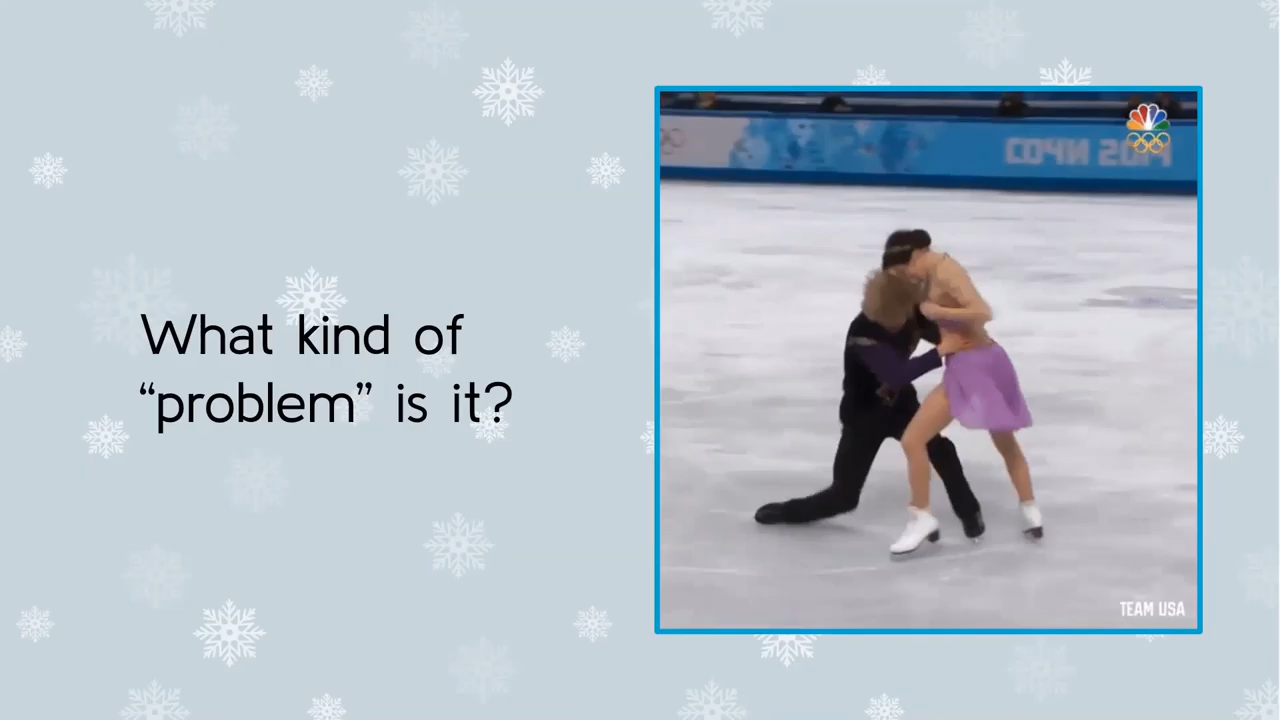 What kind of
“problem” is it?
СОЧИ 2014
TEAM USA